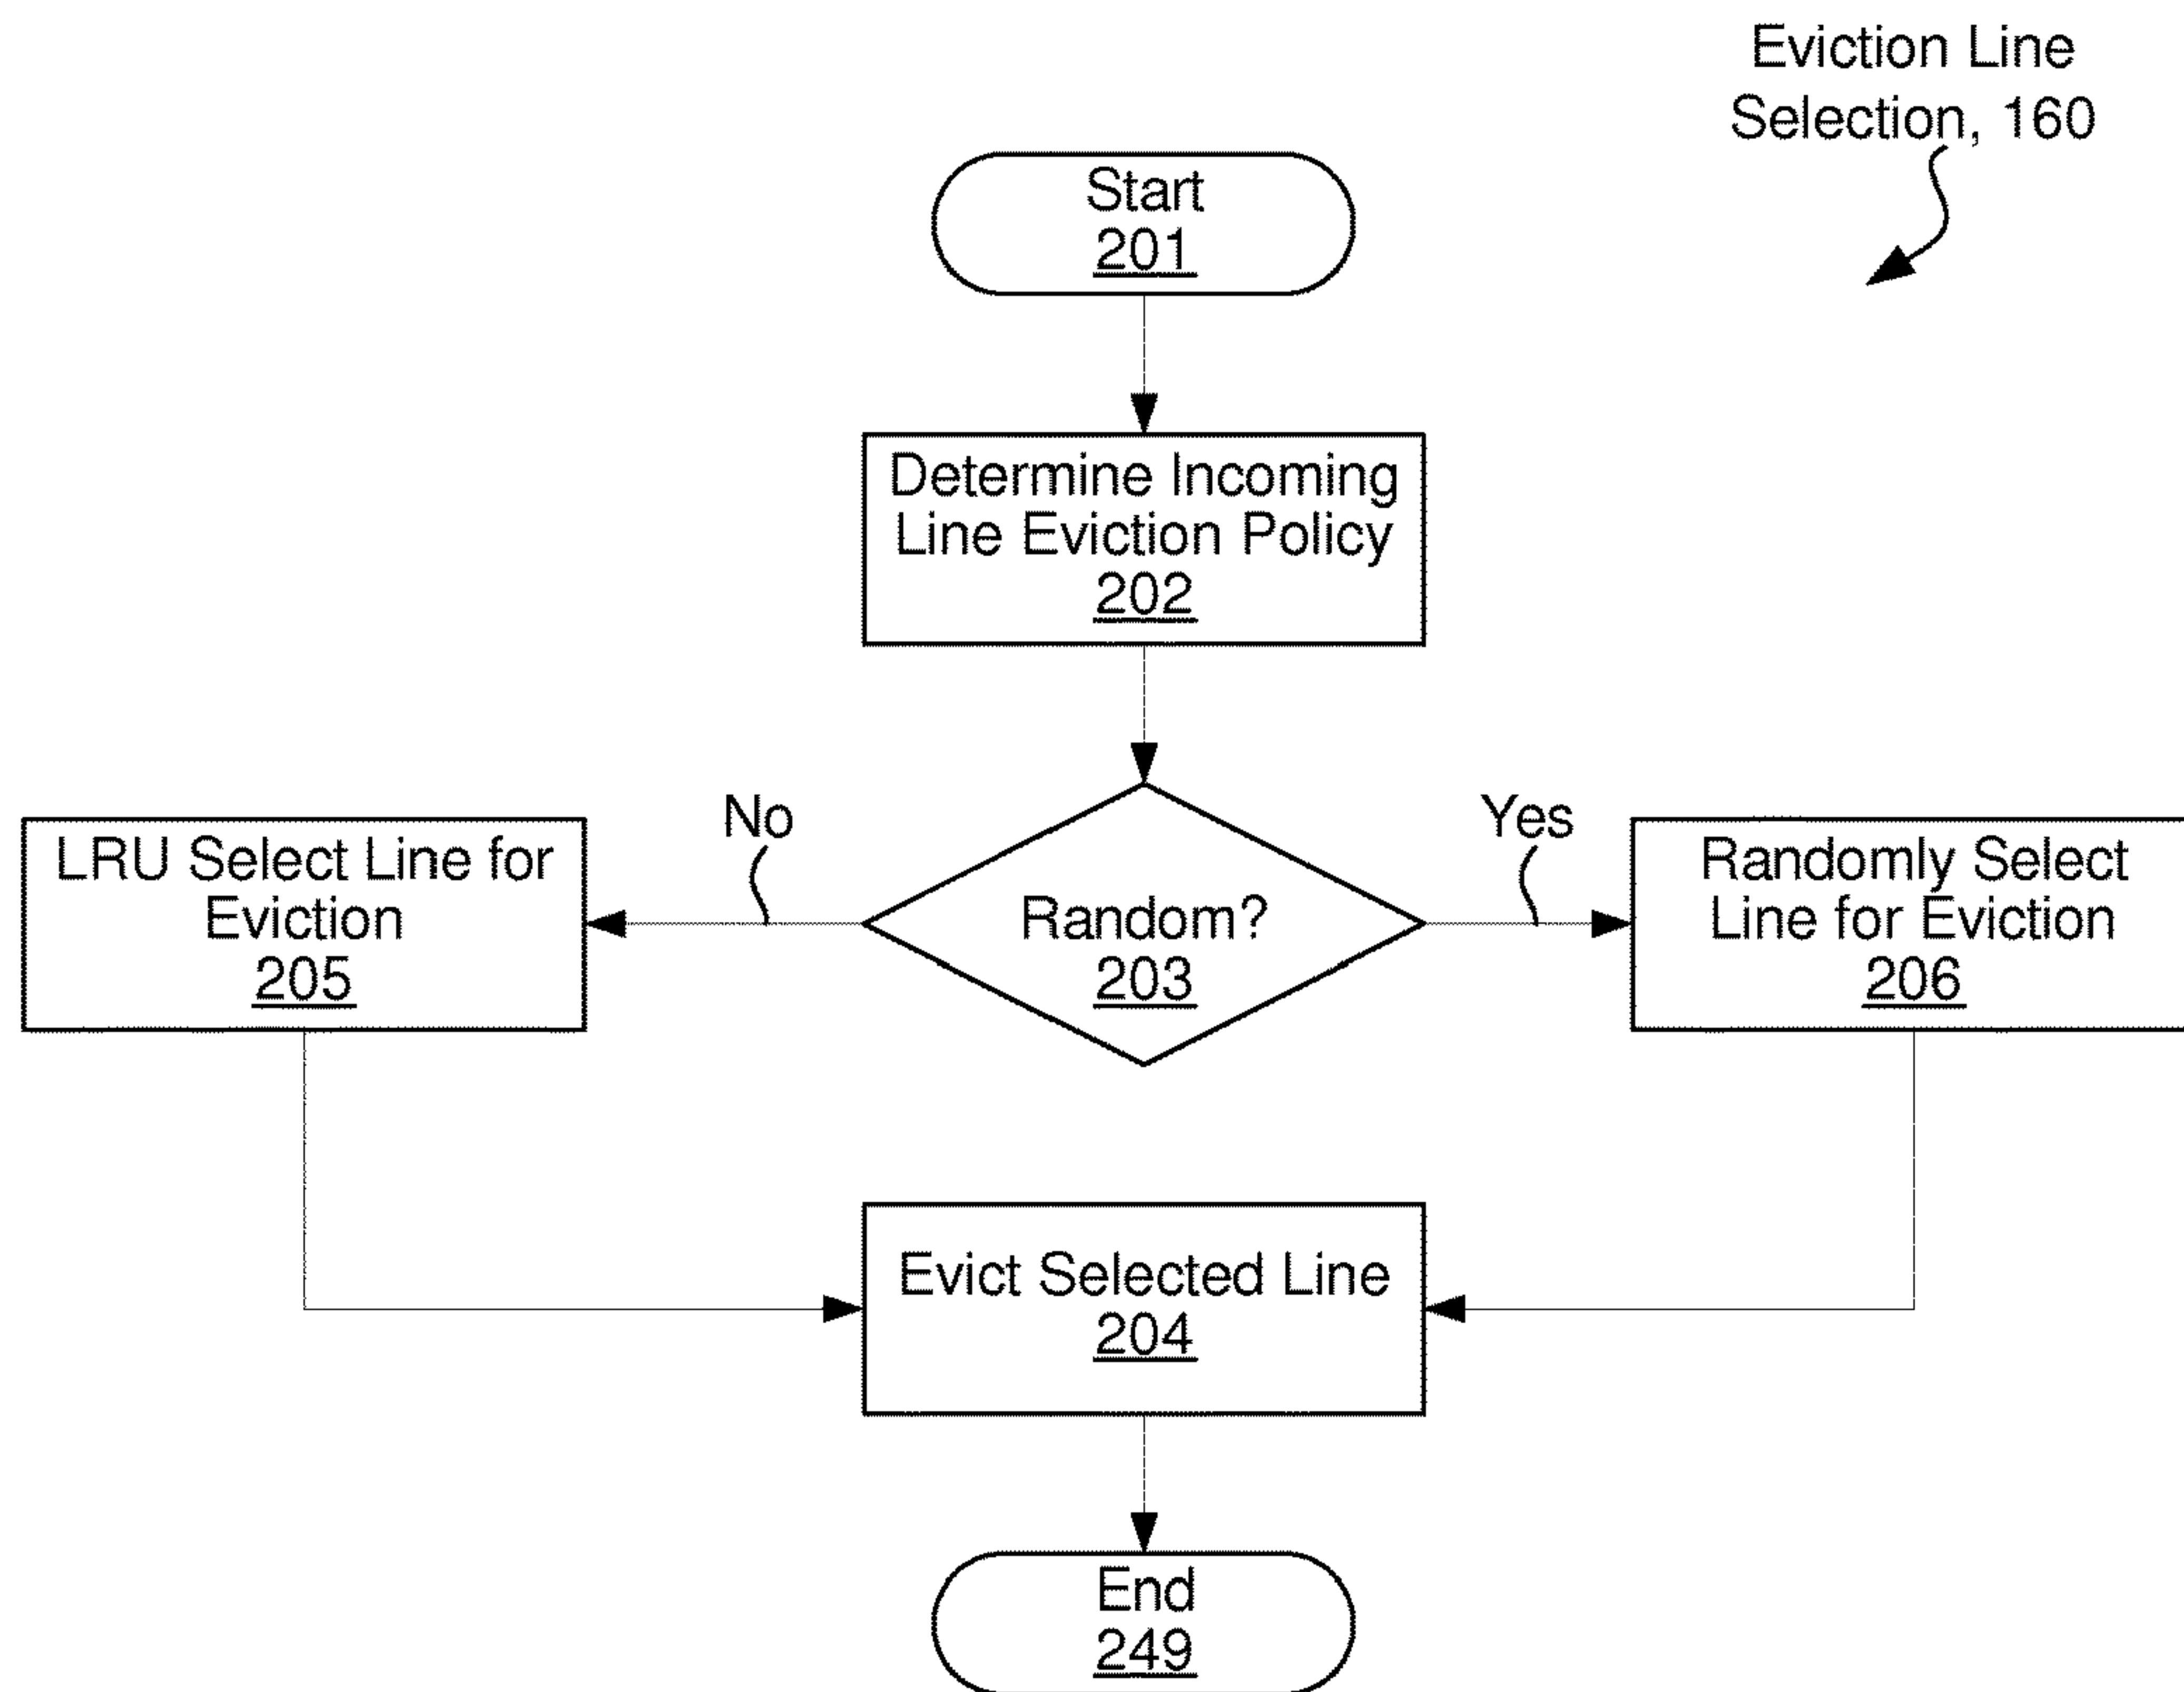 Eviction Line
Selection, 160
Start
201
Determine Incoming
Line Eviction Policy
202
No
Yes
LRU Select Line for
Eviction
205
Random?
203
Randomly Select
Line for Eviction
206
Evict Selected Line
204
End
249